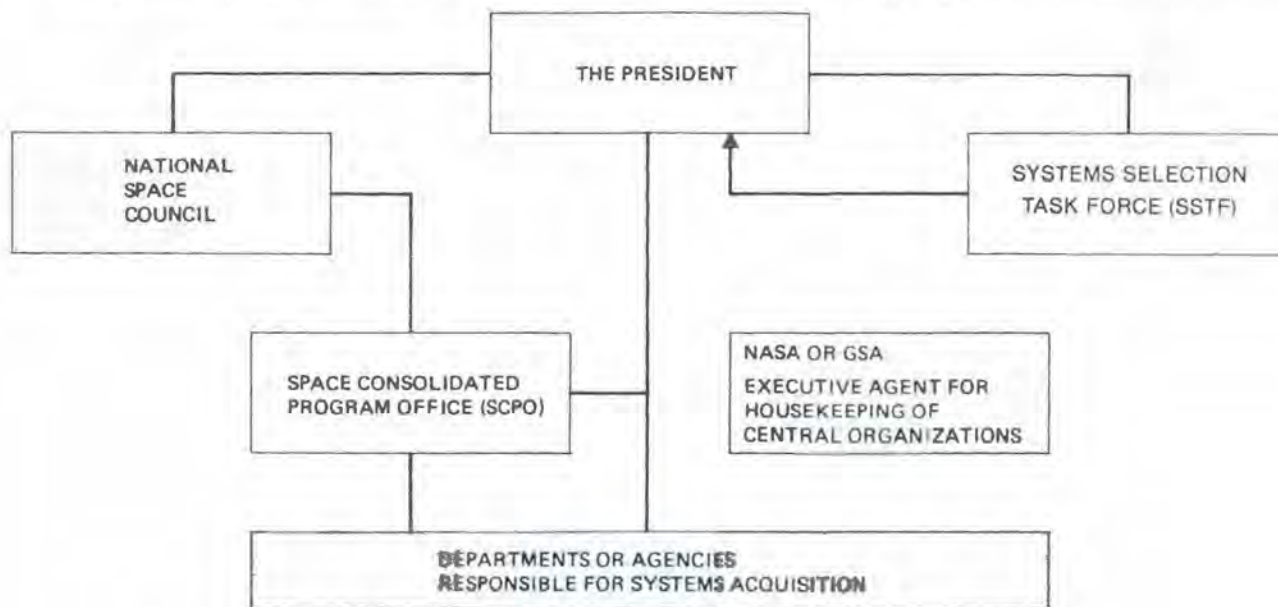 THE PRESIDENT
NATIONAL
SPACE
COUNCIL
SYSTEMS SELECTION
TASK FORCE (SSTF)
SPACE CONSOLIDATED
PROGRAM OFFICE (SCPO)
NASA OR GSA
EXECUTIVE AGENT FOR
HOUSEKEEPING OF
CENTRAL ORGANIZATIONS
DEPARTMENTS OR AGENCIES
RESPONSIBLE FOR SYSTEMS ACQUISITION